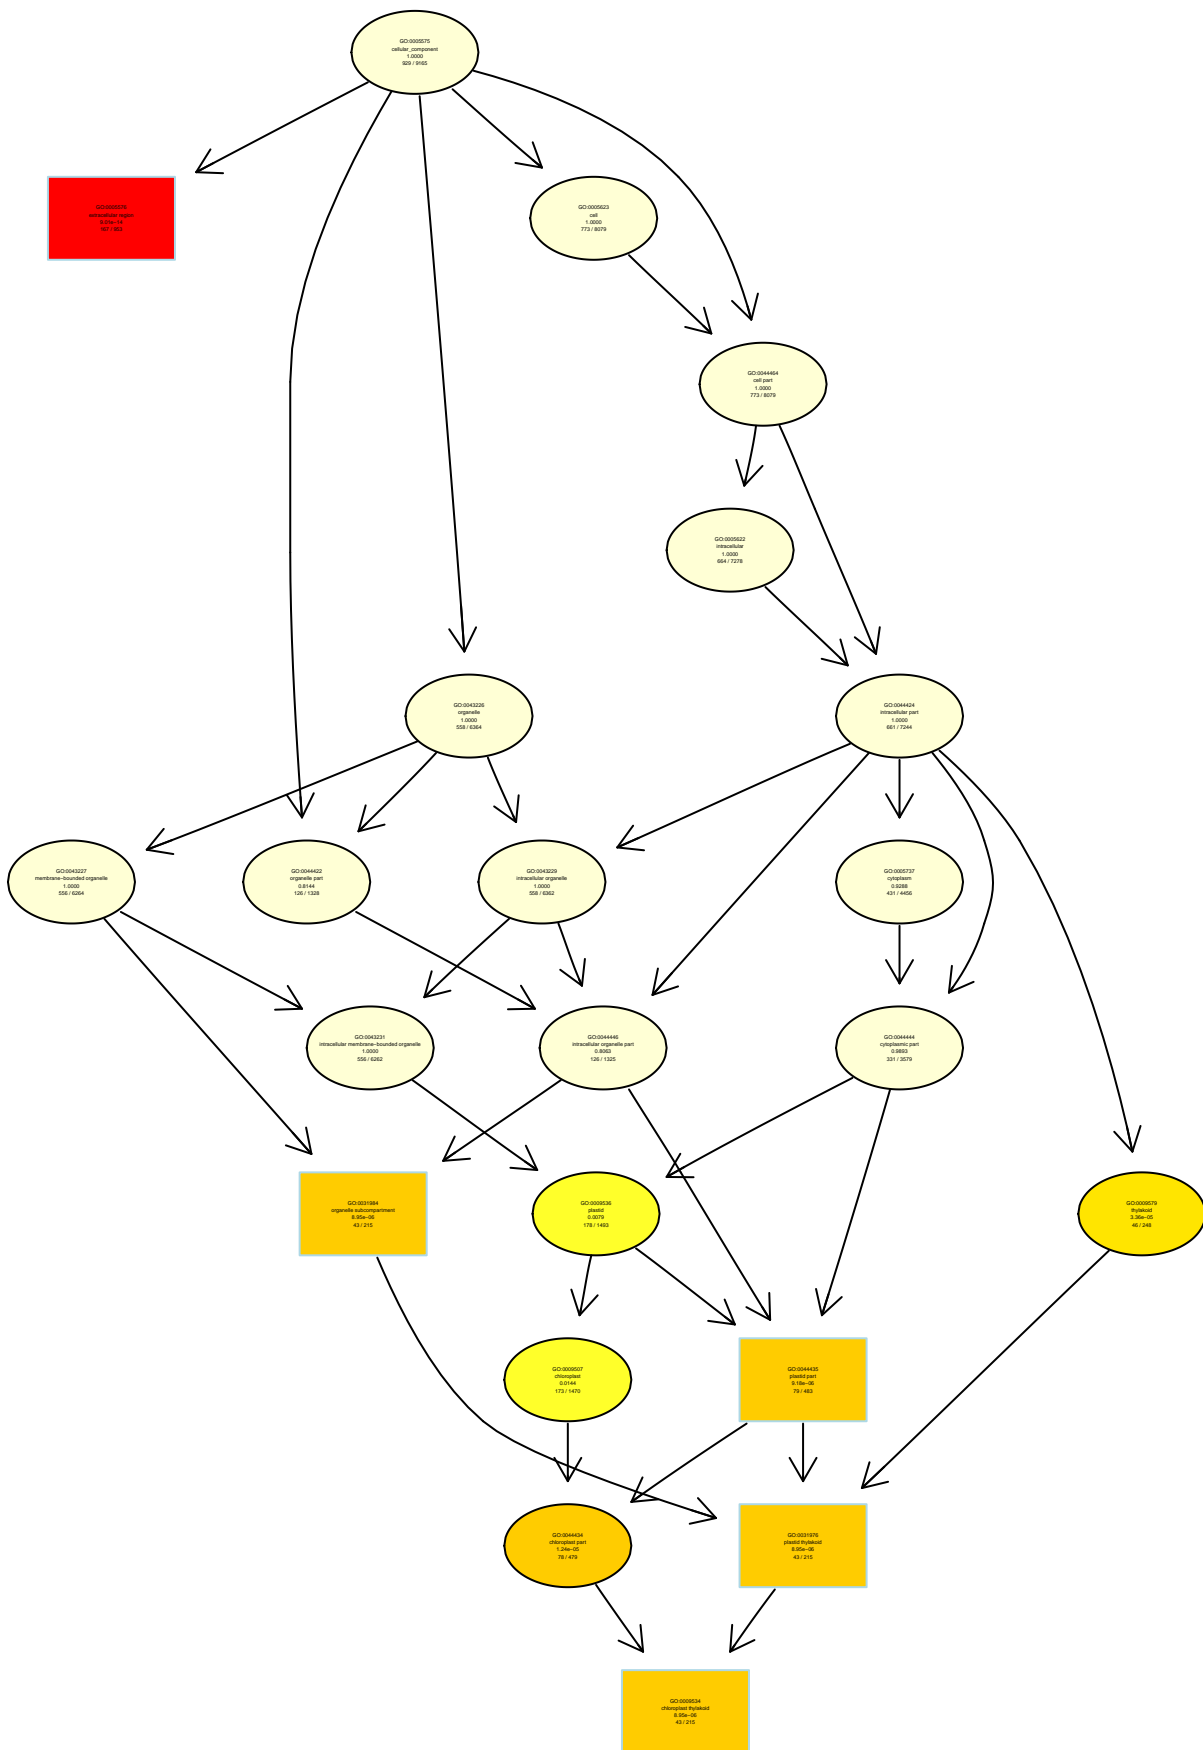 GO:0005575
cellular_component
1.0000
929 / 9165
extracellular region
GO:0005623
cell
1.0000
773 / 8079
GO:0044464
cell part
1.0000
773 / 8079
GO:0005622
intracellular
1.0000
664 / 7278
GO:0043226
organelle
1.0000
558 / 6364
GO:0044424
intracellular part
1.0000
661 / 7244
GO:0043227
membrane−bounded organelle
1.0000
556 / 6264
GO:0044422
organelle part
0.8144
126 / 1328
GO:0043229
intracellular organelle
1.0000
558 / 6362
GO:0005737
cytoplasm
0.9288
431 / 4456
GO:0043231
intracellular membrane−bounded organelle
1.0000
556 / 6262
GO:0044446
intracellular organelle part
0.8063
126 / 1325
GO:0044444
cytoplasmic part
0.9893
331 / 3579
GO:0031984
organelle subcompartment
8.95e−06
43 / 215
GO:0009536
plastid
0.0079
178 / 1493
GO:0009579
thylakoid
3.36e−05
46 / 248
GO:0009507
chloroplast
0.0144
173 / 1470
GO:0044435
plastid part
9.18e−06
79 / 483
GO:0044434
chloroplast part
1.24e−05
78 / 479
GO:0031976
plastid thylakoid
8.95e−06
43 / 215
GO:0009534
chloroplast thylakoid
8.95e−06
43 / 215